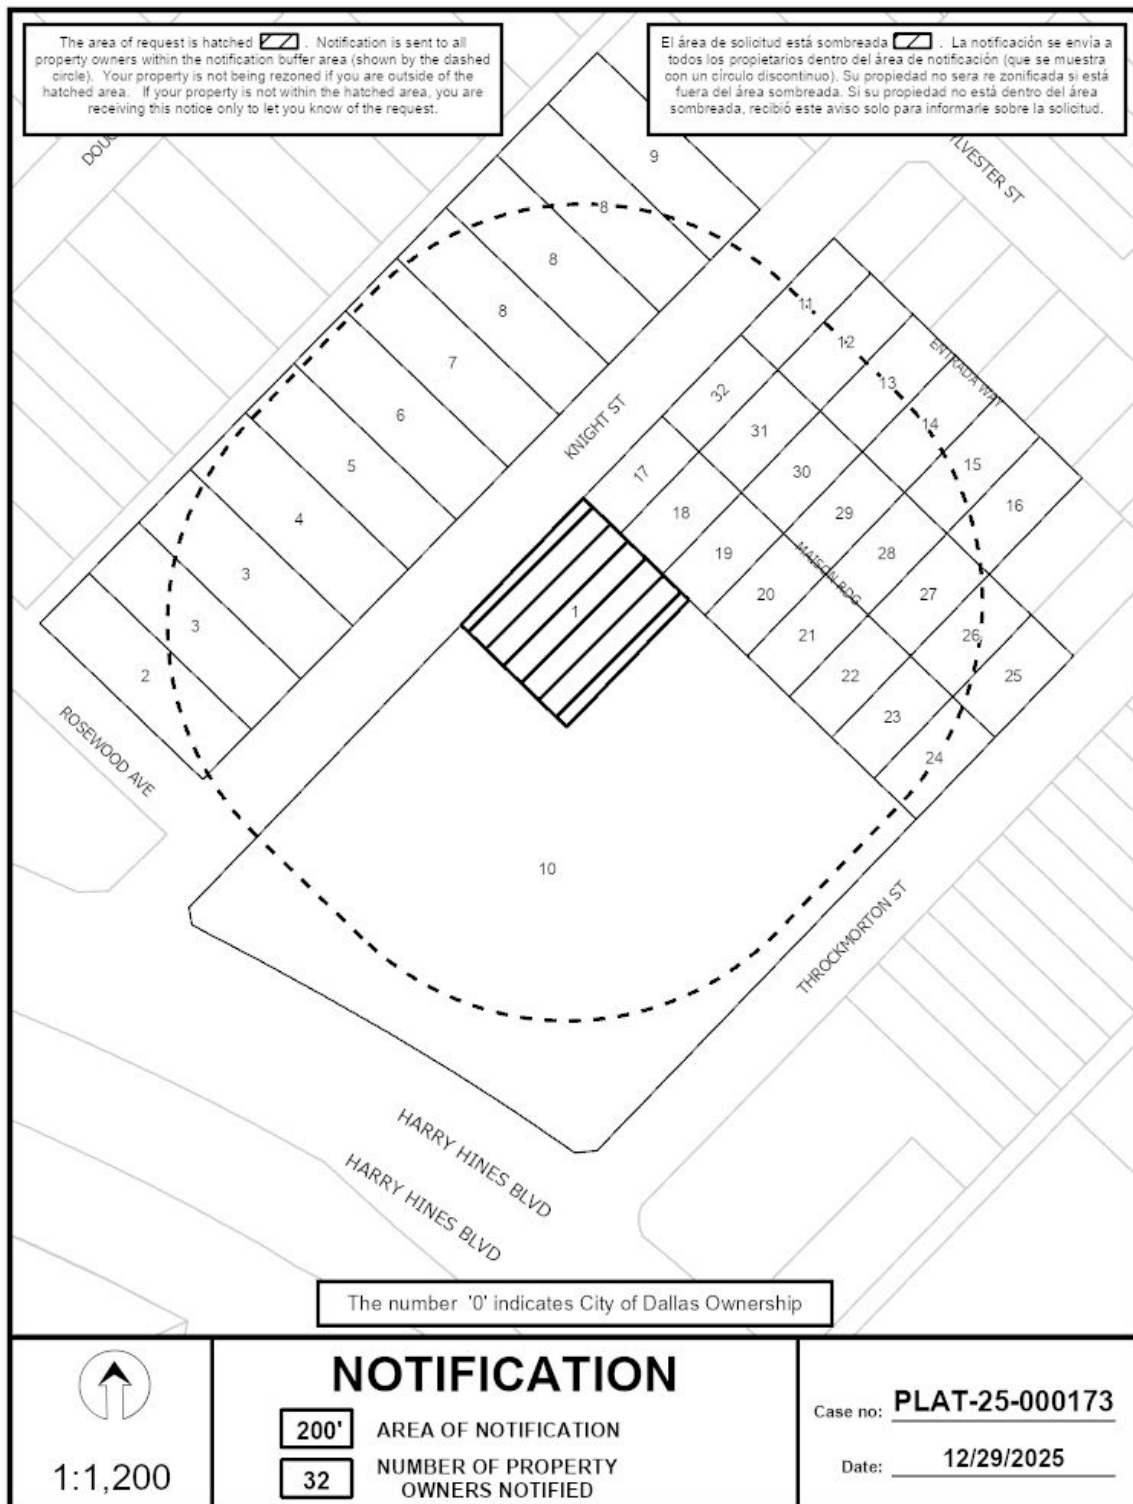 The area of request is hatched . Notification is sent to all
property owners within the notification buffer area (shown by the dashed
circle). Your property is not being rezoned if you are outside of the
hatched area. If your property is not within the hatched area, you are
receiving this notice only to let you know of the request.
El área de solicitud está sombreada . La notificación se envía a
todos los propietarios dentro del área de notificación (que se muestra
con un círculo discontinuo). Su propiedad no sera re zonificada si está
fuera del área sombreada. Si su propiedad no está dentro del área
sombreada, recibió este aviso solo para informarle sobre la solicitud.
YLVESTER ST
9
8
8
8
7
6
5
4
3
3
2
KNIGHT ST
ROSEWOOD AVE
11
12
13
14
15
16
ENTRADA WAY
32
31
30
29
28
27
26
25
MAISON RDG
17
18
19
20
21
22
23
24
1
10
THROCKMORTON ST
HARRY HINES BLVD
HARRY HINES BLVD
The number '0' indicates City of Dallas Ownership
1:1,200
NOTIFICATION
200' AREA OF NOTIFICATION
32 NUMBER OF PROPERTY
OWNERS NOTIFIED
Case no: PLAT-25-000173
Date: 12/29/2025